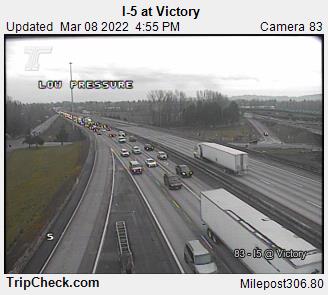 I-5 at Victory
Updated Mar 08 2022 4:55 PM Camera 83
LOW PRESSURE
S
83 - I5 @ Victory
TripCheck.com Milepost306.80